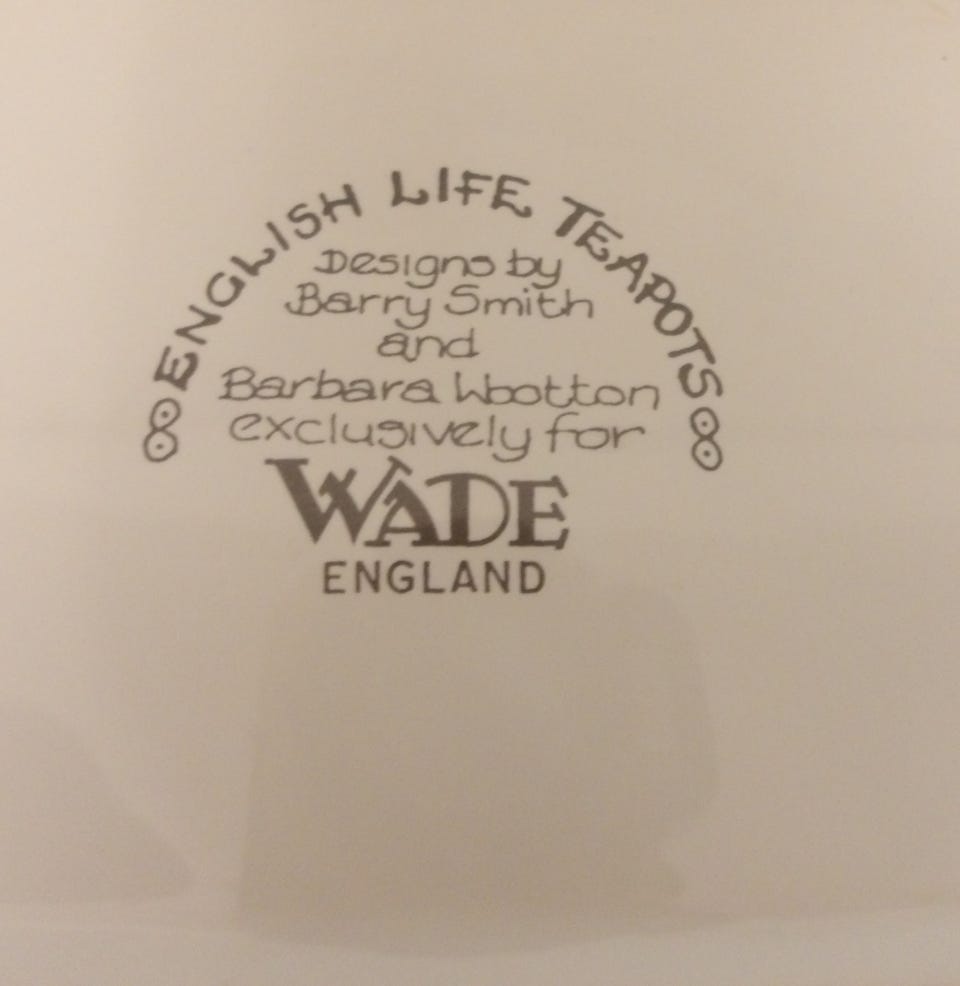 ENGLISH LIFE TEAPOTS
Designs by
Barry Smith
and
Barbara Wootton
exclusively for
WADE
ENGLAND